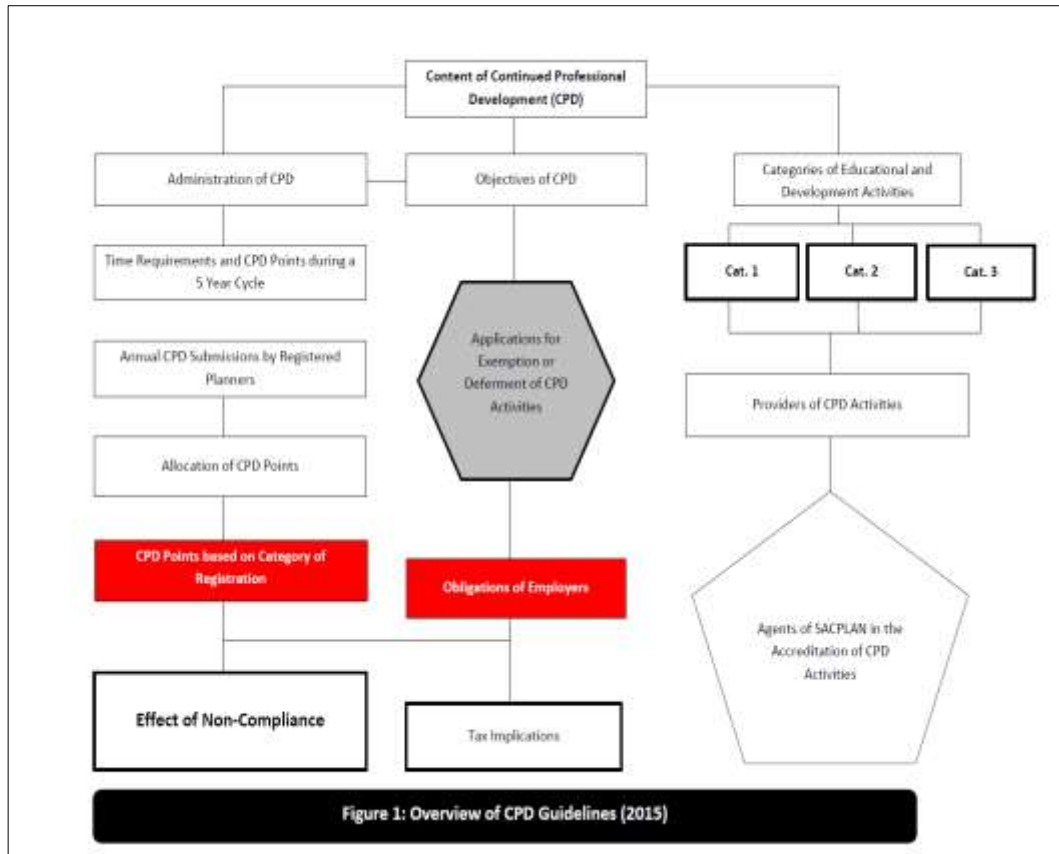 Content of Continued Professional
Development (CPD)
Administration of CPD
Objectives of CPD
Categories of Educational and
Development Activities
Time Requirements and CPD Points during a
5 Year Cycle
Cat. 1
Cat. 2
Cat. 3
Applications for
Exemption or
Deferment of CPD
Activities
Annual CPD Submissions by Registered
Planners
Providers of CPD Activities
Allocation of CPD Points
CPD Points based on Category of
Registration
Obligations of Employers
Agents of SACPLAN in the
Accreditation of CPD
Activities
Effect of Non-Compliance
Tax Implications
Figure 1: Overview of CPD Guidelines (2015)